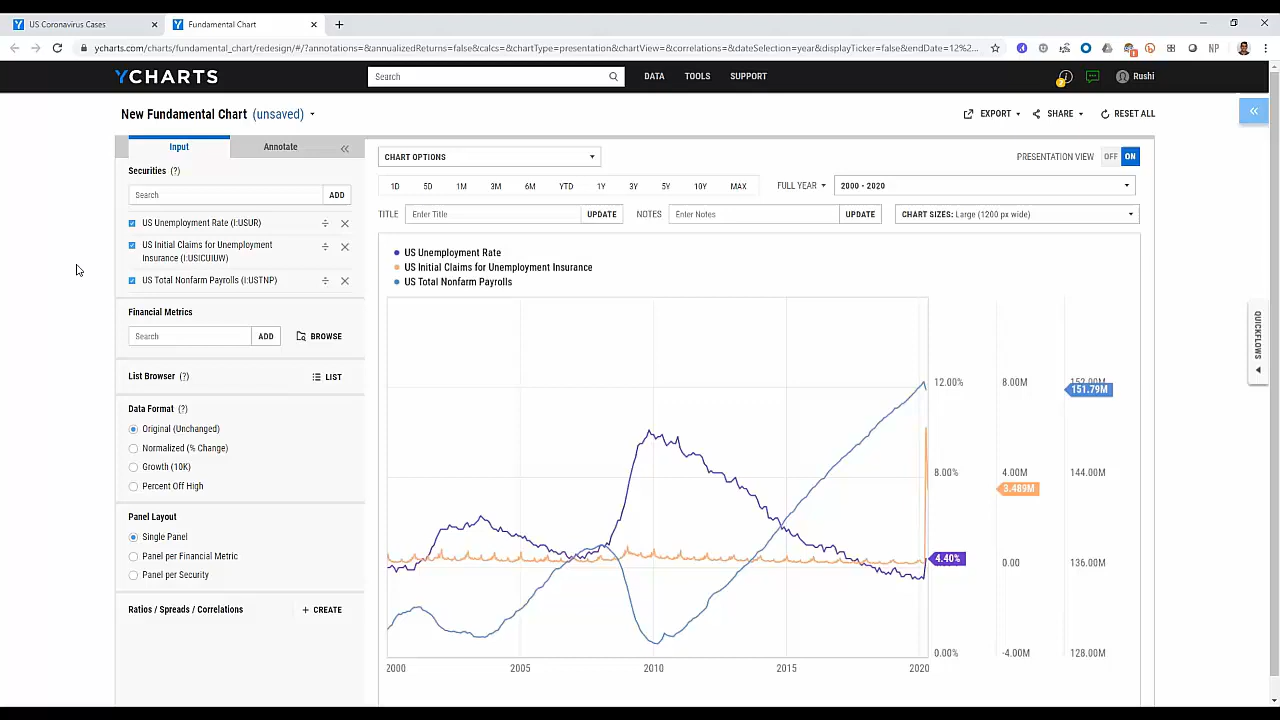 US Coronavirus Cases
Fundamental Chart
ycharts.com/charts/fundamental_chart/redesign/#/?annotations=&annualizedReturns=false&calcs=&chartType=presentation&chartView=&correlations=&dateSelection=year&displayTicker=false&endDate=12%2...
NP
YCHARTS
Search
DATA
TOOLS
SUPPORT
Rushi
New Fundamental Chart (unsaved)
EXPORT
SHARE
RESET ALL
Input
Annotate
Securities (?)
Search
ADD
US Unemployment Rate (I:USUR)
US Initial Claims for Unemployment
Insurance (I:USICUIUW)
US Total Nonfarm Payrolls (I:USTNP)
Financial Metrics
Search
ADD
BROWSE
List Browser (?)
LIST
Data Format (?)
Original (Unchanged)
Normalized (% Change)
Growth (10K)
Percent Off High
Panel Layout
Single Panel
Panel per Financial Metric
Panel per Security
Ratios / Spreads / Correlations
+ CREATE
CHART OPTIONS
PRESENTATION VIEW
OFF
ON
1D
5D
1M
3M
6M
YTD
1Y
3Y
5Y
10Y
MAX
FULL YEAR
2000 - 2020
TITLE
Enter Title
UPDATE
NOTES
Enter Notes
UPDATE
CHART SIZES: Large (1200 px wide)
US Unemployment Rate
US Initial Claims for Unemployment Insurance
US Total Nonfarm Payrolls
12.00%
8.00M
152.00M
151.79M
8.00%
4.00M
144.00M
3.489M
4.40%
0.00
136.00M
0.00%
-4.00M
128.00M
2000
2005
2010
2015
2020
QUICKFLOWS